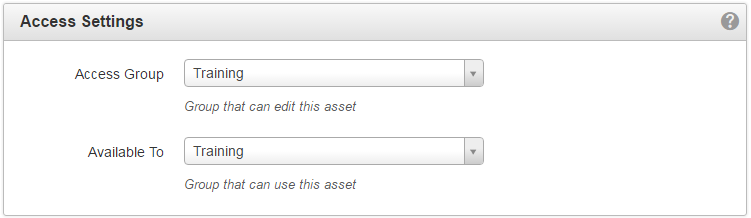 Access Settings
?
Access Group Training
Group that can edit this asset
Available To Training
Group that can use this asset